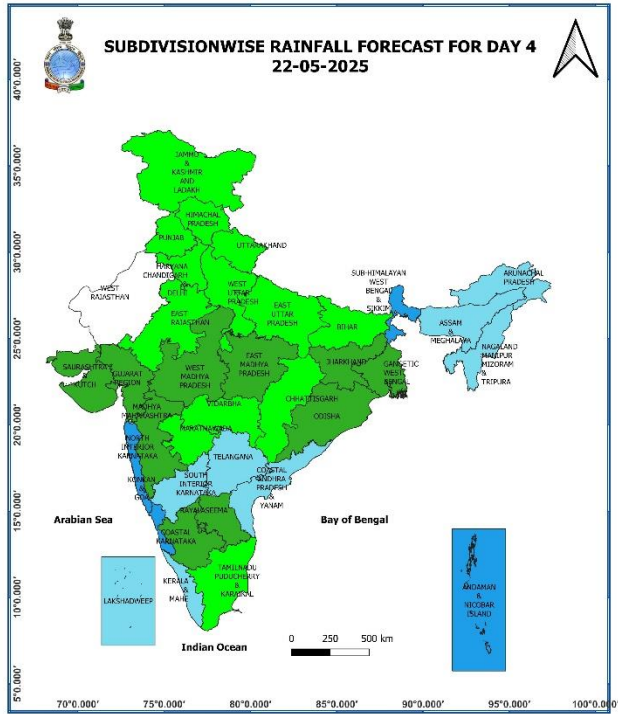 SUBDIVISIONWISE RAINFALL FORECAST FOR DAY 4
22-05-2025
40°0.000'
35°0.000'
30°0.000'
25°0.000'
20°0.000'
15°0.000'
10°0.000'
5°0.000'
JAMMU
&
KASHMIR
AND
LADAKH
HIMACHAL
PRADESH
PUNJAB
UTTARAKHAND
HARYANA
CHANDIGARH
&
DELHI
WEST
RAJASTHAN
WEST
UTTAR
PRADESH
EAST
RAJASTHAN
EAST
UTTAR
PRADESH
BIHAR
SUB-HIMALAYAN
WEST
BENGAL
&
SIKKIM
ARUNACHAL
PRADESH
ASSAM
&
MEGHALAYA
NAGALAND
MANIPUR
MIZORAM
&
TRIPURA
SAURASHTRA
&
KUTCH
GUJARAT
REGION
WEST
MADHYA
PRADESH
EAST
MADHYA
PRADESH
JHARKHAND
GANGETIC
WEST
BENGAL
MADHYA
MAHARASHTRA
VIDARBHA
CHHATTISGARH
ODISHA
MARATHAWADA
NORTH
INTERIOR
KARNATAKA
TELANGANA
KONKAN
&
GOA
SOUTH
INTERIOR
KARNATAKA
COASTAL
ANDHRA
PRADESH
&
YANAM
RAYALASEEMA
Arabian Sea
Bay of Bengal
COASTAL
KARNATAKA
KERALA
&
MAHE
TAMILNADU
PUDUCHERRY
&
KARAIKAL
LAKSHADWEEP
ANDAMAN
&
NICOBAR
ISLAND
Indian Ocean
0 250 500 km
70°0.000' 75°0.000' 80°0.000' 85°0.000' 90°0.000' 95°0.000' 100°0.000'